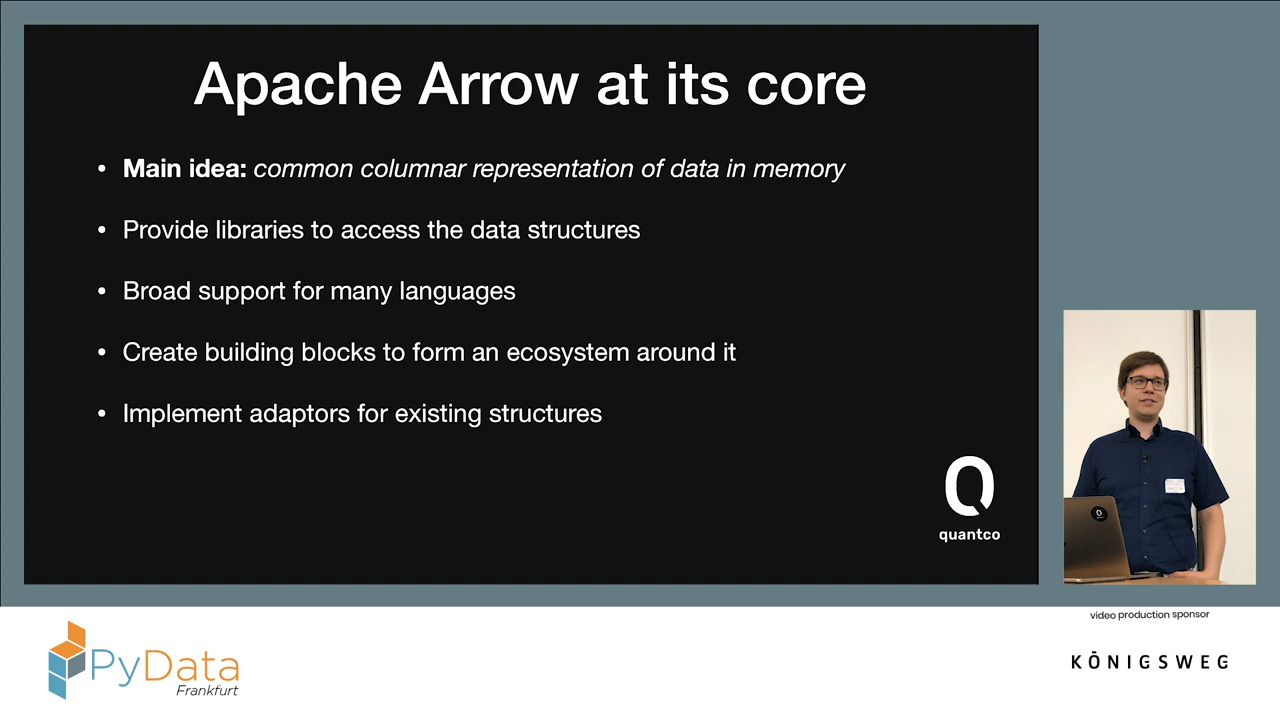 Apache Arrow at its core
• Main idea: common columnar representation of data in memory
• Provide libraries to access the data structures
• Broad support for many languages
• Create building blocks to form an ecosystem around it
• Implement adaptors for existing structures
quantco
PyData
Frankfurt
video production sponsor
KÖNIGSWEG